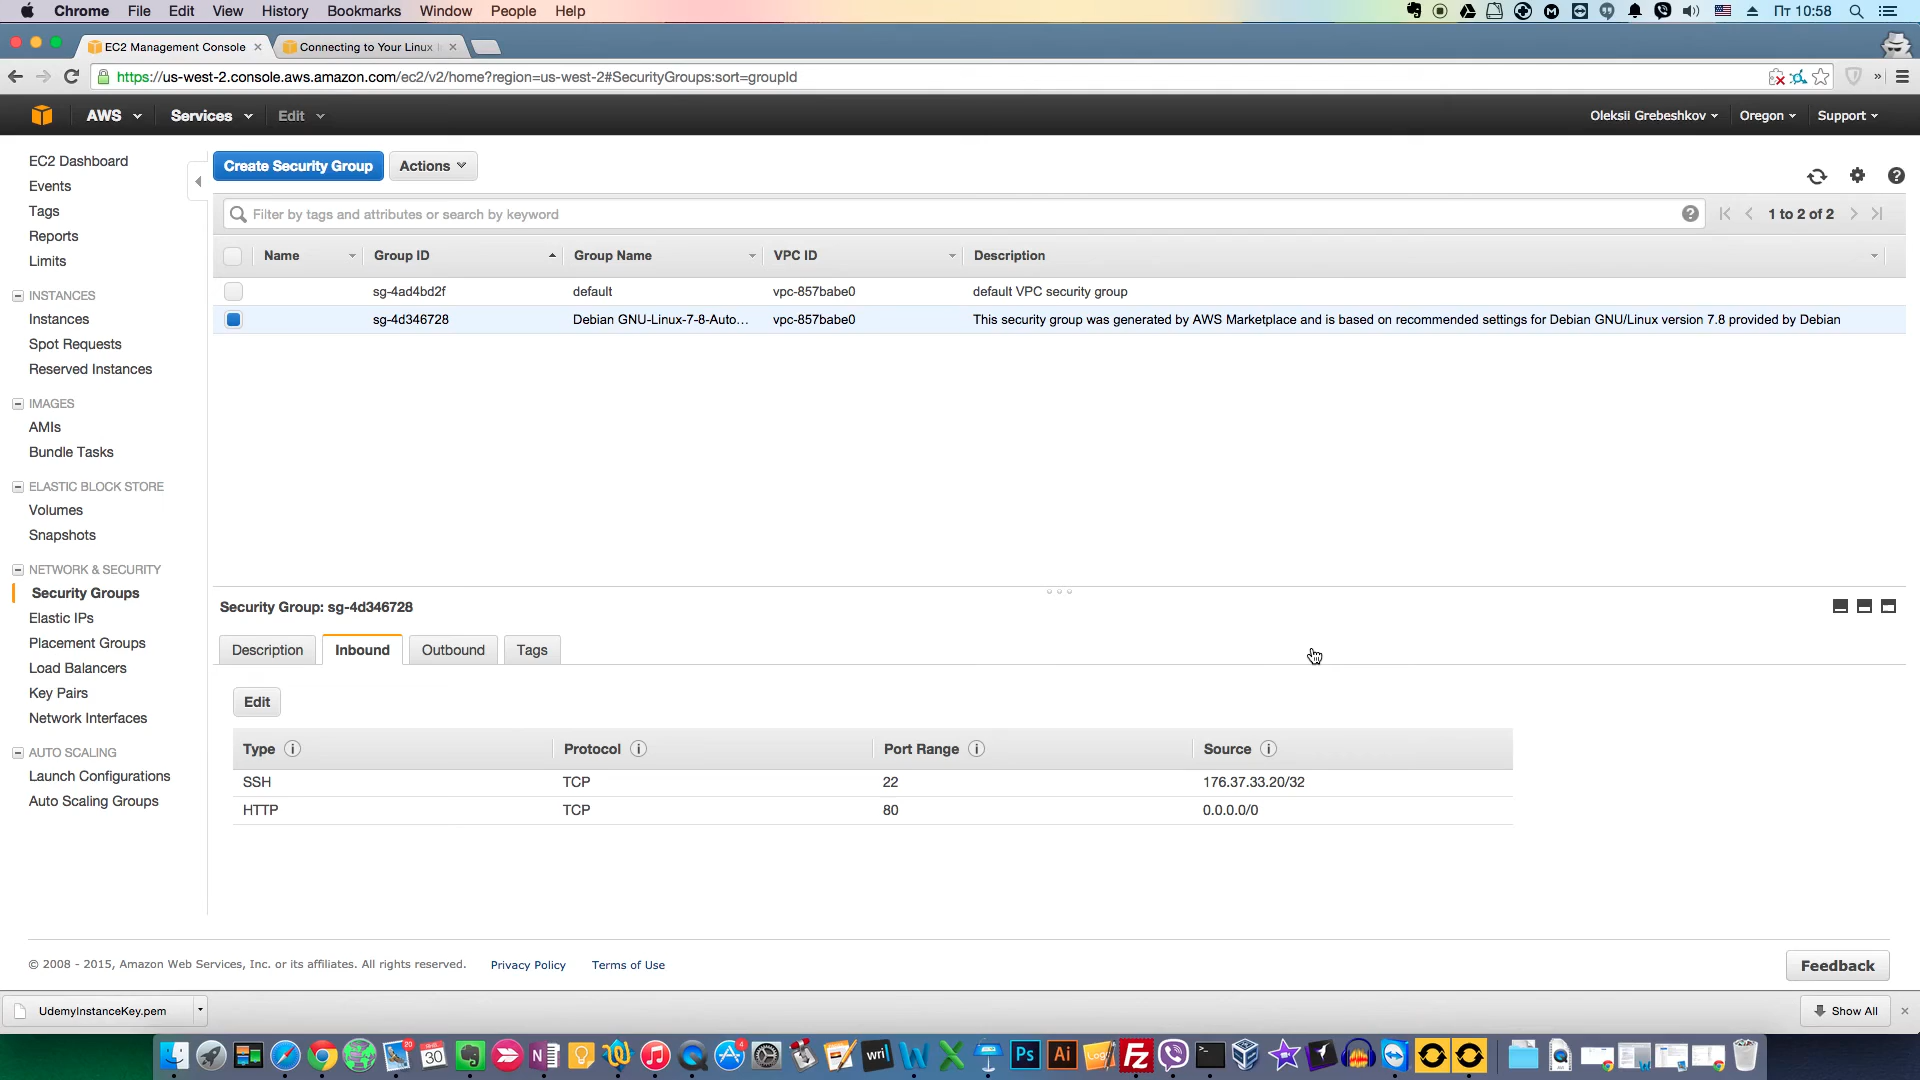 Chrome File Edit View History Bookmarks Window People Help Пт 10:58
EC2 Management Console Connecting to Your Linux
https://us-west-2.console.aws.amazon.com/ec2/v2/home?region=us-west-2#SecurityGroups:sort=groupId
AWS Services Edit Oleksii Grebeshkov Oregon Support
EC2 Dashboard
Events
Tags
Reports
Limits
INSTANCES
Instances
Spot Requests
Reserved Instances
IMAGES
AMIs
Bundle Tasks
ELASTIC BLOCK STORE
Volumes
Snapshots
NETWORK & SECURITY
Security Groups
Elastic IPs
Placement Groups
Load Balancers
Key Pairs
Network Interfaces
AUTO SCALING
Launch Configurations
Auto Scaling Groups
Create Security Group Actions
Filter by tags and attributes or search by keyword 1 to 2 of 2
Name Group ID Group Name VPC ID Description
sg-4ad4bd2f default vpc-857babe0 default VPC security group
sg-4d346728 Debian GNU-Linux-7-8-Auto... vpc-857babe0 This security group was generated by AWS Marketplace and is based on recommended settings for Debian GNU/Linux version 7.8 provided by Debian
Security Group: sg-4d346728
Description Inbound Outbound Tags
Edit
Type Protocol Port Range Source
SSH TCP 22 176.37.33.20/32
HTTP TCP 80 0.0.0.0/0
© 2008 - 2015, Amazon Web Services, Inc. or its affiliates. All rights reserved. Privacy Policy Terms of Use Feedback
UdemyInstanceKey.pem Show All
20 30 wri Ps Ai Fz